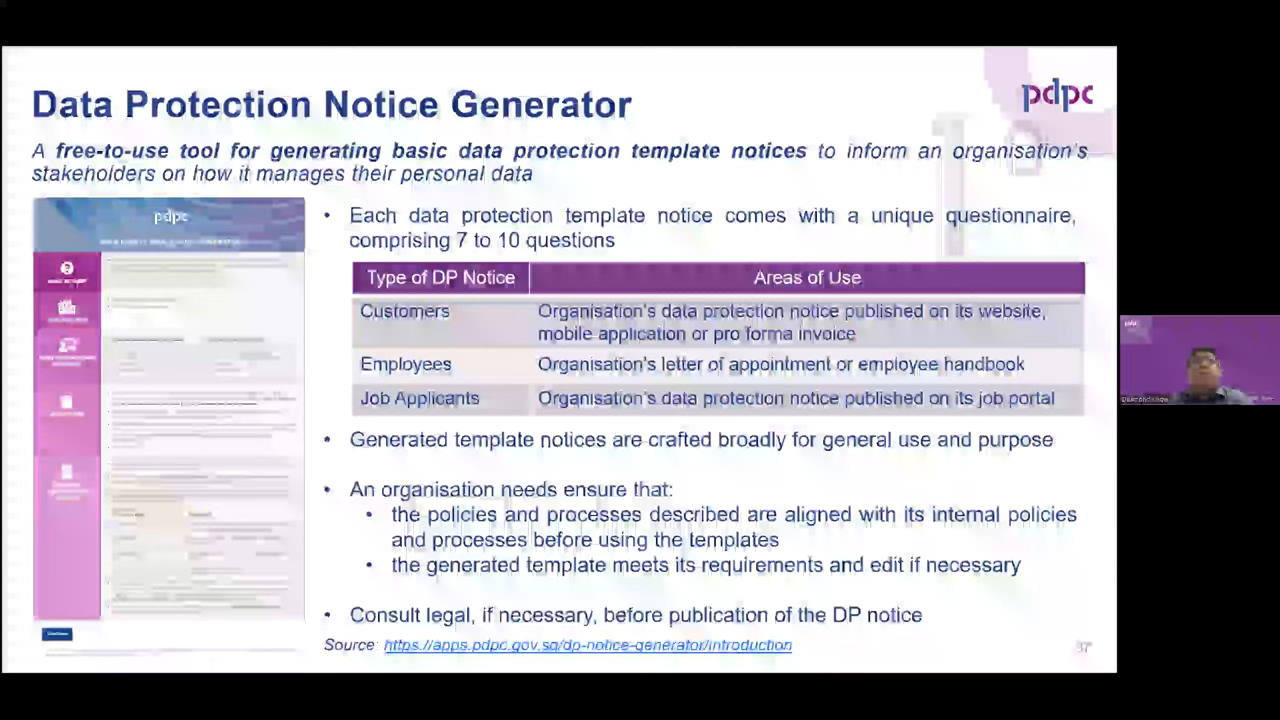 Data Protection Notice Generator
pdpc
A free-to-use tool for generating basic data protection template notices to inform an organisation's
stakeholders on how it manages their personal data
pdpc
• Each data protection template notice comes with a unique questionnaire,
comprising 7 to 10 questions
Type of DP Notice Areas of Use
Customers Organisation's data protection notice published on its website,
mobile application or pro forma invoice
Employees Organisation's letter of appointment or employee handbook
Job Applicants Organisation's data protection notice published on its job portal
• Generated template notices are crafted broadly for general use and purpose
• An organisation needs ensure that:
• the policies and processes described are aligned with its internal policies
and processes before using the templates
• the generated template meets its requirements and edit if necessary
• Consult legal, if necessary, before publication of the DP notice
Source: https://apps.pdpc.gov.sg/dp-notice-generator/introduction
37
pdpc